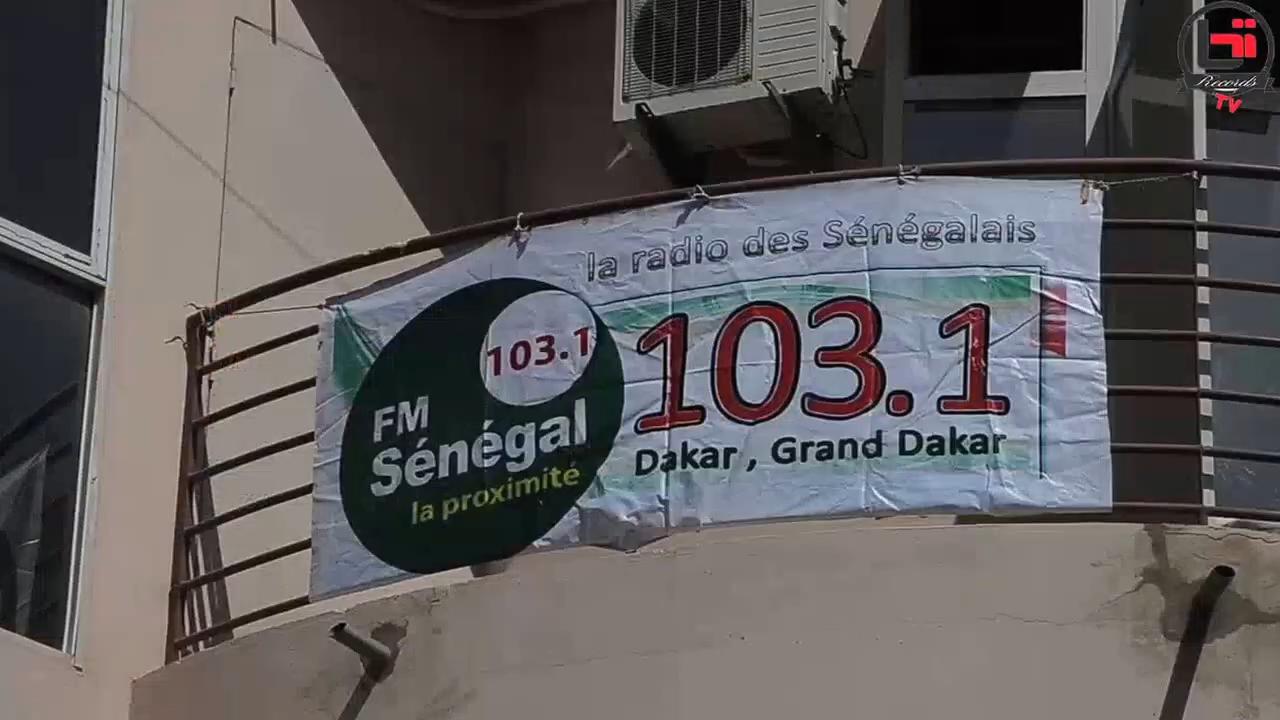 la radio des Sénégalais
103.1
FM
Sénégal
la proximité
103.1
Dakar , Grand Dakar
Records
TV